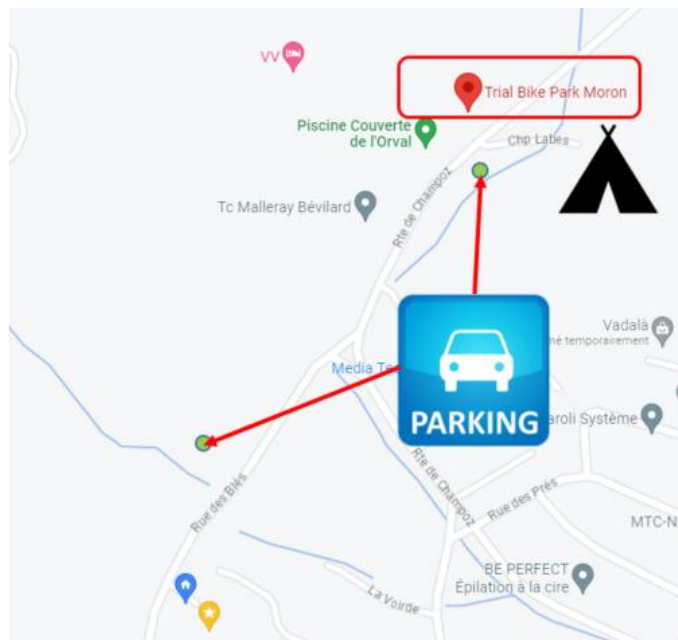 VV
Trial Bike Park Moron
Piscine Couverte
de l'Orval
Chp Labes
Tc Malleray Bévilard
Rte de Champoz
Vadalà
mé temporairement
Media Te
PARKING
aroli Système
Rte de Champoz
Rue des Prés
Rue des Blés
MTC-N
BE PERFECT
Épilation à la cire
La Voirde